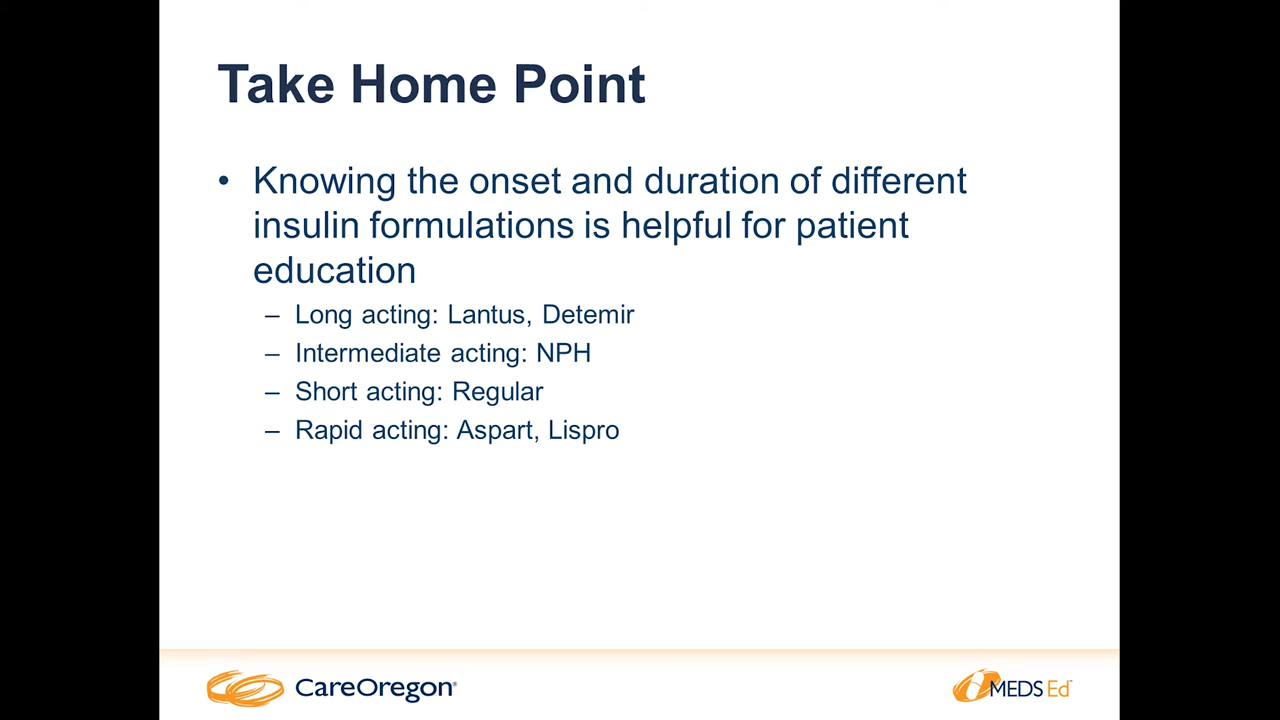 Take Home Point
• Knowing the onset and duration of different
insulin formulations is helpful for patient
education
– Long acting: Lantus, Detemir
– Intermediate acting: NPH
– Short acting: Regular
– Rapid acting: Aspart, Lispro
CareOregon®
MEDS Ed™